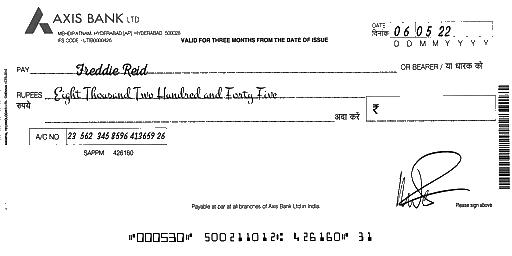 AXIS BANK LTD
MEHDIPATNAM, HYDERABAD [AP] HYDERABAD 500028
IFS CODE - UTIB0000426
VALID FOR THREE MONTHS FROM THE DATE OF ISSUE
DATE
दिनांक 06 05 22
D D M M Y Y Y Y
PAY Freddie Reid OR BEARER / या धारक को
RUPEES Eight Thousand Two Hundred and Forty Five
रुपये
अदा करें ₹
A/C NO 23 562 345 8596 413659 26
SAPPM 426160
Payable at par at all branches of Axis Bank Ltd in India.
Please sign above
⑈000530⑈ 500211012⑆ 426160⑈ 31